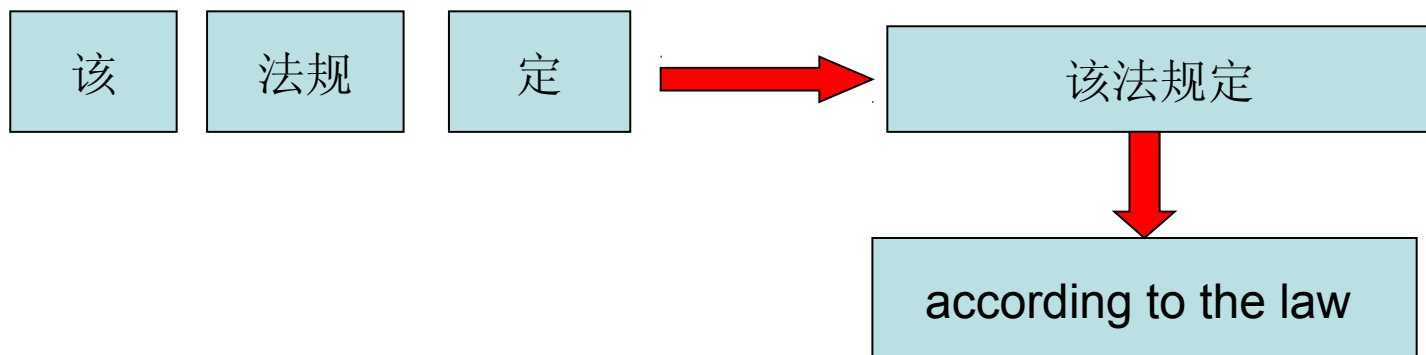 该 法规 定 该法规定
according to the law